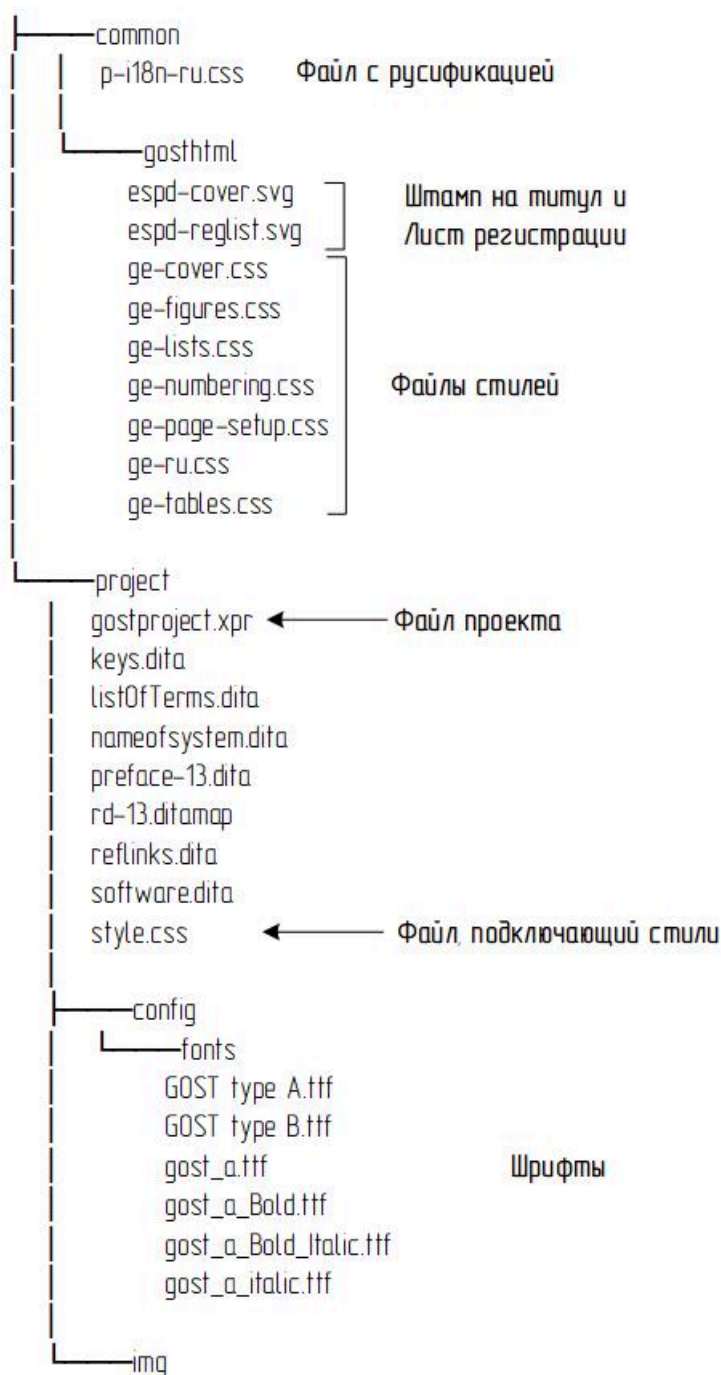 common
p-i18n-ru.css Файл с русификацией
gosthtml
espd-cover.svg Штамп на титул и
espd-reglist.svg Лист регистрации
ge-cover.css
ge-figures.css
ge-lists.css
ge-numbering.css Файлы стилей
ge-page-setup.css
ge-ru.css
ge-tables.css
project
gostproject.xpr Файл проекта
keys.dita
listOfTerms.dita
nameofsystem.dita
preface-13.dita
rd-13.ditamap
reflinks.dita
software.dita
style.css Файл, подключающий стили
config
fonts
GOST type A.ttf
GOST type B.ttf
gost_a.ttf Шрифты
gost_a_Bold.ttf
gost_a_Bold_Italic.ttf
gost_a_italic.ttf
img